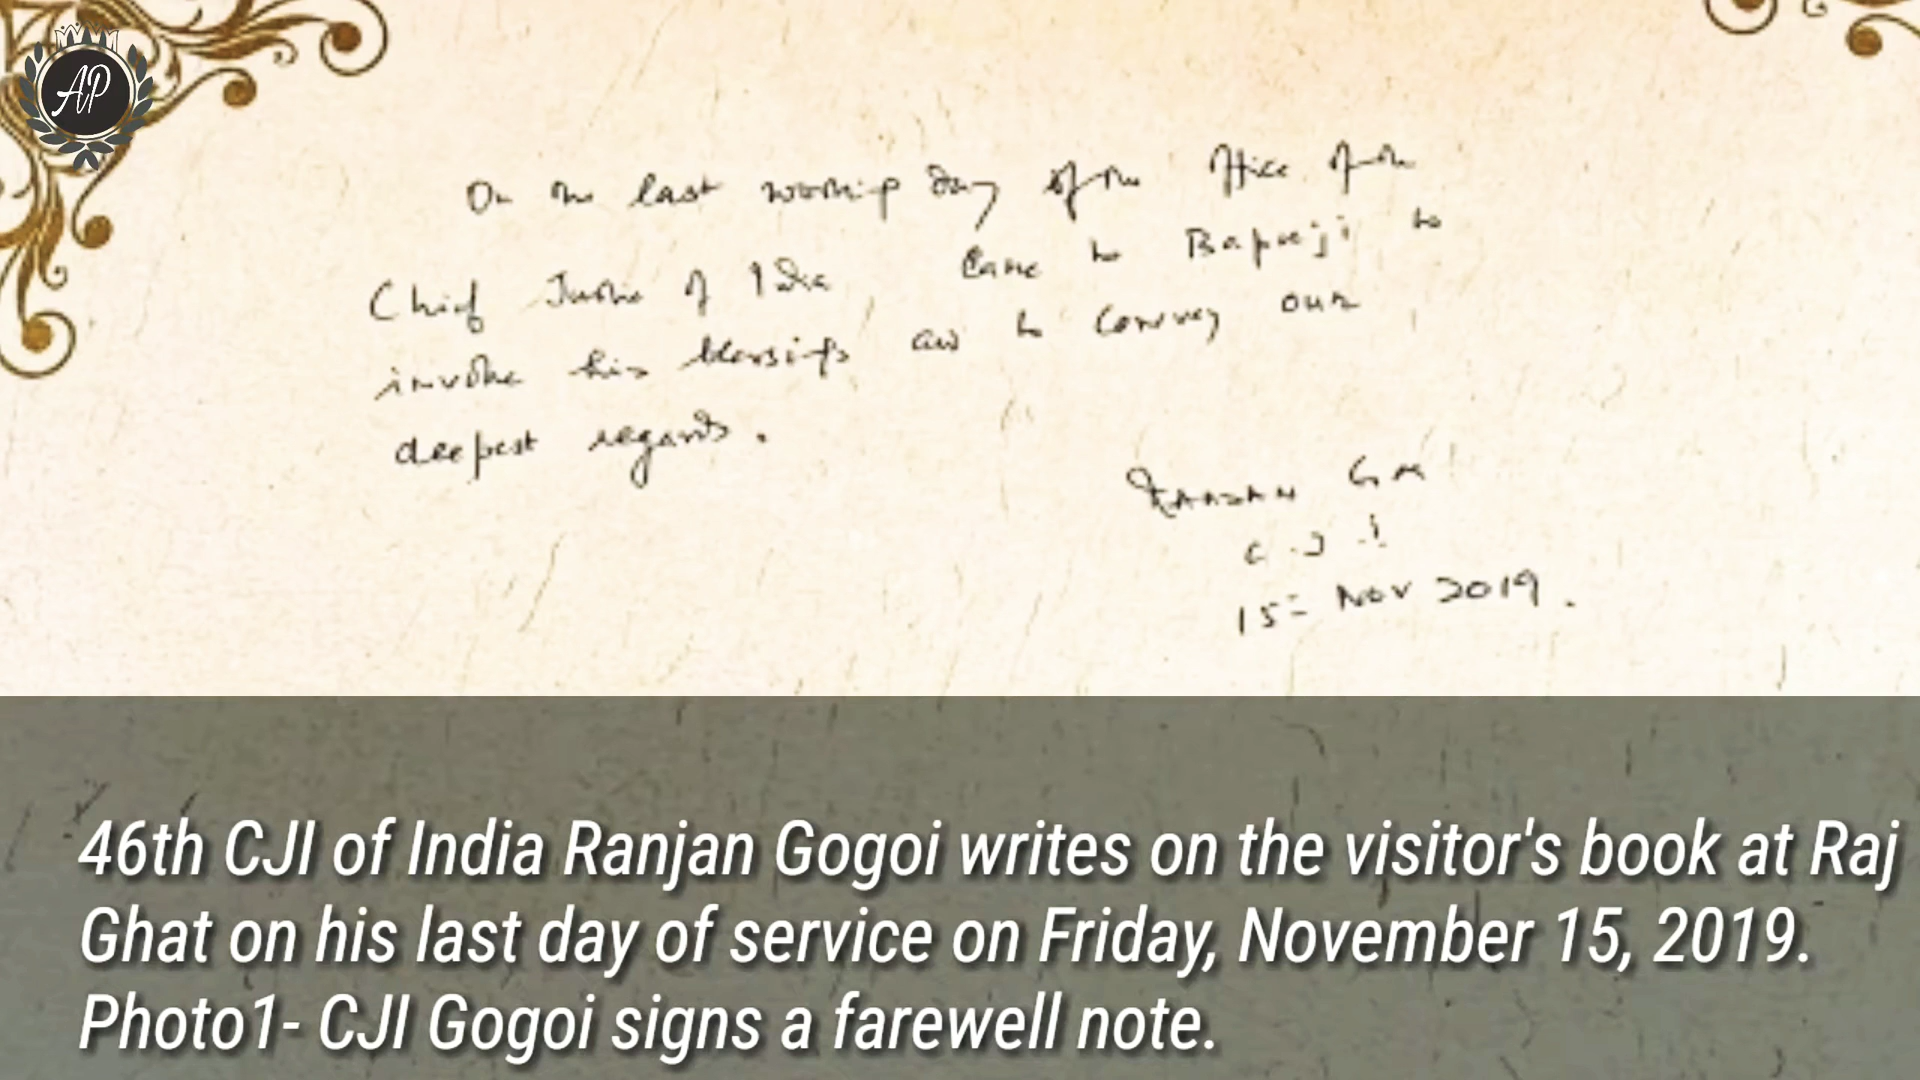 AP
On the last working day of the office of the
Chief Justice of India, came to Bapuji to
invoke his blessings and to convey our
deepest regards.
RANJAN
C.J.I
15th Nov 2019.
46th CJI of India Ranjan Gogoi writes on the visitor's book at Raj
Ghat on his last day of service on Friday, November 15, 2019.
Photo1- CJI Gogoi signs a farewell note.